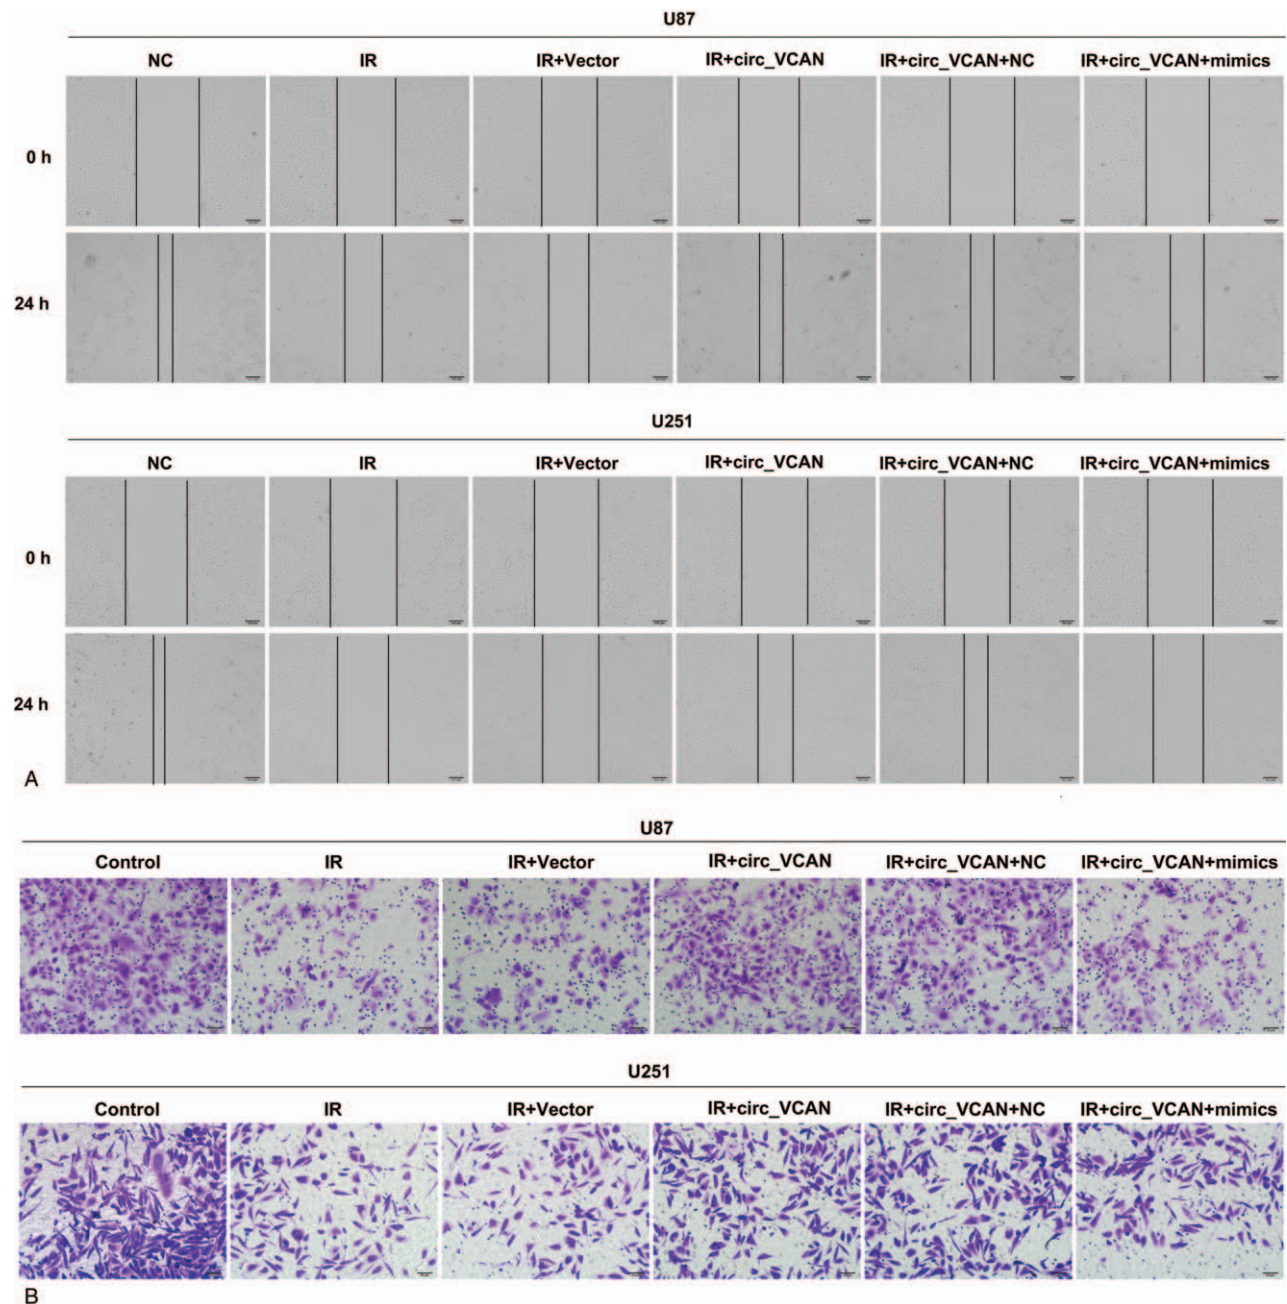 U87
NC IR IR+Vector IR+circ_VCAN IR+circ_VCAN+NC IR+circ_VCAN+mimics
0 h
24 h
U251
NC IR IR+Vector IR+circ_VCAN IR+circ_VCAN+NC IR+circ_VCAN+mimics
0 h
24 h
A
U87
Control IR IR+Vector IR+circ_VCAN IR+circ_VCAN+NC IR+circ_VCAN+mimics
U251
Control IR IR+Vector IR+circ_VCAN IR+circ_VCAN+NC IR+circ_VCAN+mimics
B